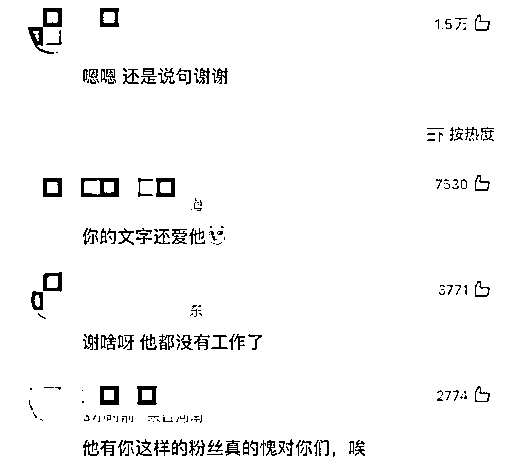 1.5万
嗯嗯 还是说句谢谢
按热度
7530
你的文字还爱他
3771
谢啥呀 他都没有工作了
2774
他有你这样的粉丝真的愧对你们，唉